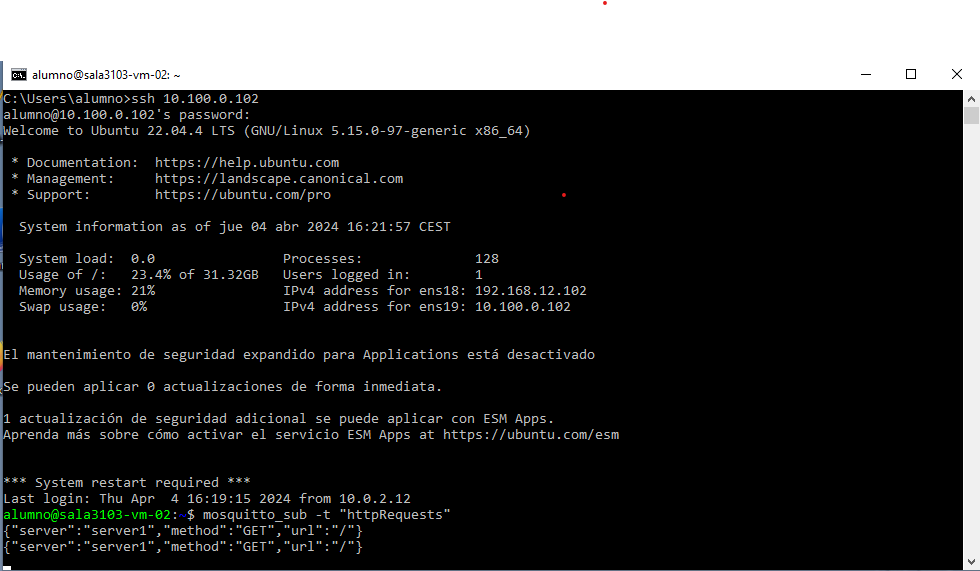 alumno@sala3103-vm-02: ~
C:\Users\alumno>ssh 10.100.0.102
alumno@10.100.0.102's password:
Welcome to Ubuntu 22.04.4 LTS (GNU/Linux 5.15.0-97-generic x86_64)
* Documentation:  https://help.ubuntu.com
* Management:     https://landscape.canonical.com
* Support:        https://ubuntu.com/pro
System information as of jue 04 abr 2024 16:21:57 CEST
System load:  0.0                Processes:              128
Usage of /:   23.4% of 31.32GB   Users logged in:        1
Memory usage: 21%                IPv4 address for ens18: 192.168.12.102
Swap usage:   0%                 IPv4 address for ens19: 10.100.0.102
El mantenimiento de seguridad expandido para Applications está desactivado
Se pueden aplicar 0 actualizaciones de forma inmediata.
1 actualización de seguridad adicional se puede aplicar con ESM Apps.
Aprenda más sobre cómo activar el servicio ESM Apps at https://ubuntu.com/esm
*** System restart required ***
Last login: Thu Apr  4 16:19:15 2024 from 10.0.2.12
alumno@sala3103-vm-02:~$ mosquitto_sub -t "httpRequests"
{"server":"server1","method":"GET","url":"/"}
{"server":"server1","method":"GET","url":"/"}